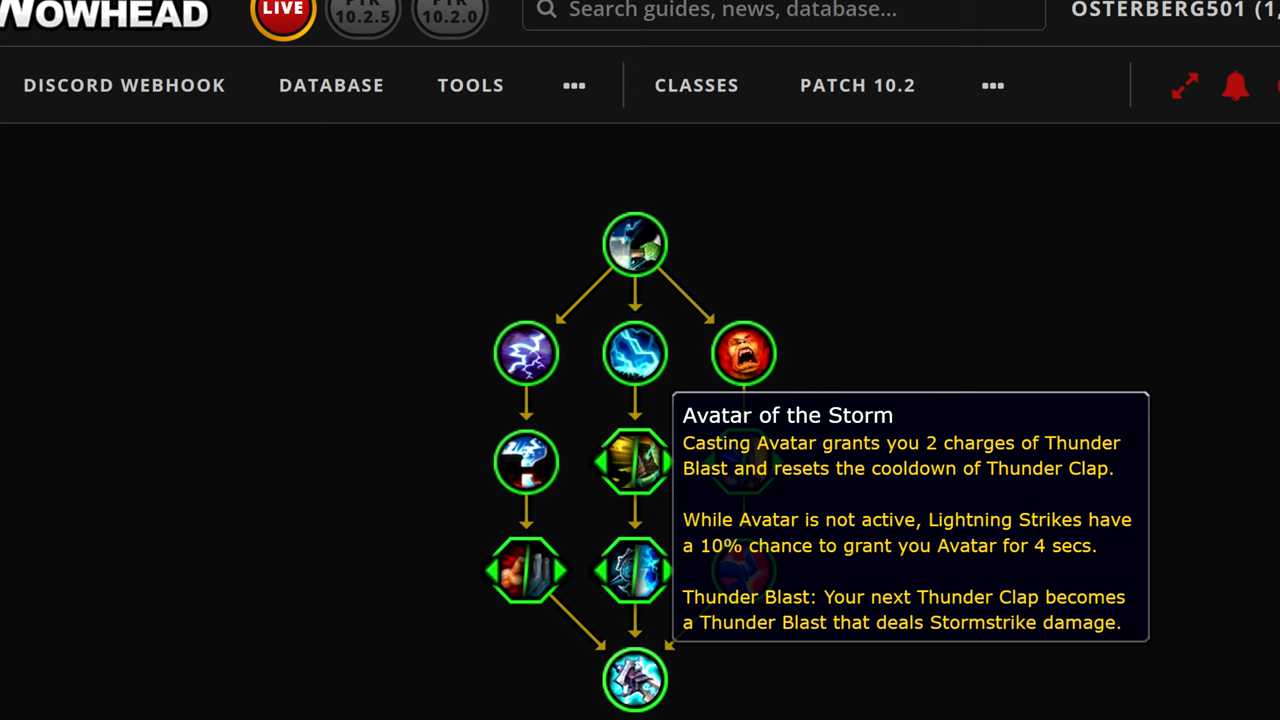 WOWHEAD
LIVE
PTR
10.2.5
PTR
10.2.0
Search guides, news, database...
OSTERBERG501 (1,
DISCORD WEBHOOK
DATABASE
TOOLS
CLASSES
PATCH 10.2
Avatar of the Storm
Casting Avatar grants you 2 charges of Thunder
Blast and resets the cooldown of Thunder Clap.
While Avatar is not active, Lightning Strikes have
a 10% chance to grant you Avatar for 4 secs.
Thunder Blast: Your next Thunder Clap becomes
a Thunder Blast that deals Stormstrike damage.